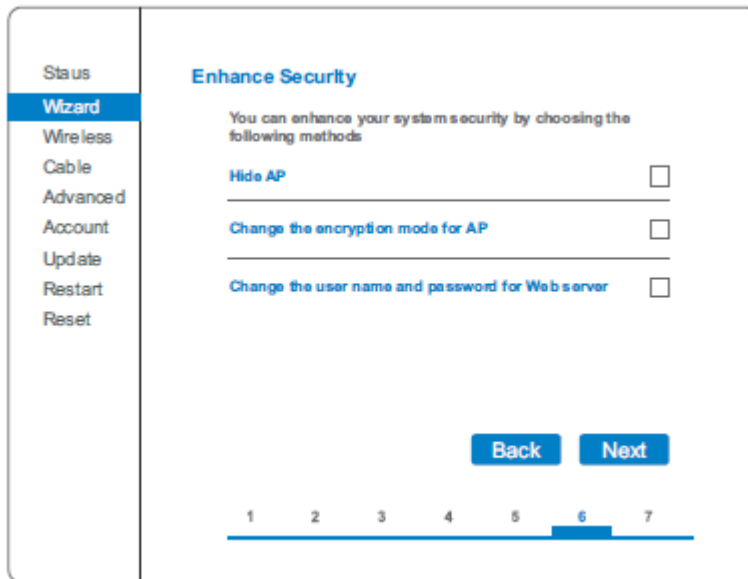 Staus
Wizard
Wireless
Cable
Advanced
Account
Update
Restart
Reset
Enhance Security
You can enhance your system security by choosing the
following methods
Hide AP
Change the encryption mode for AP
Change the user name and password for Web server
Back Next
1 2 3 4 5 6 7